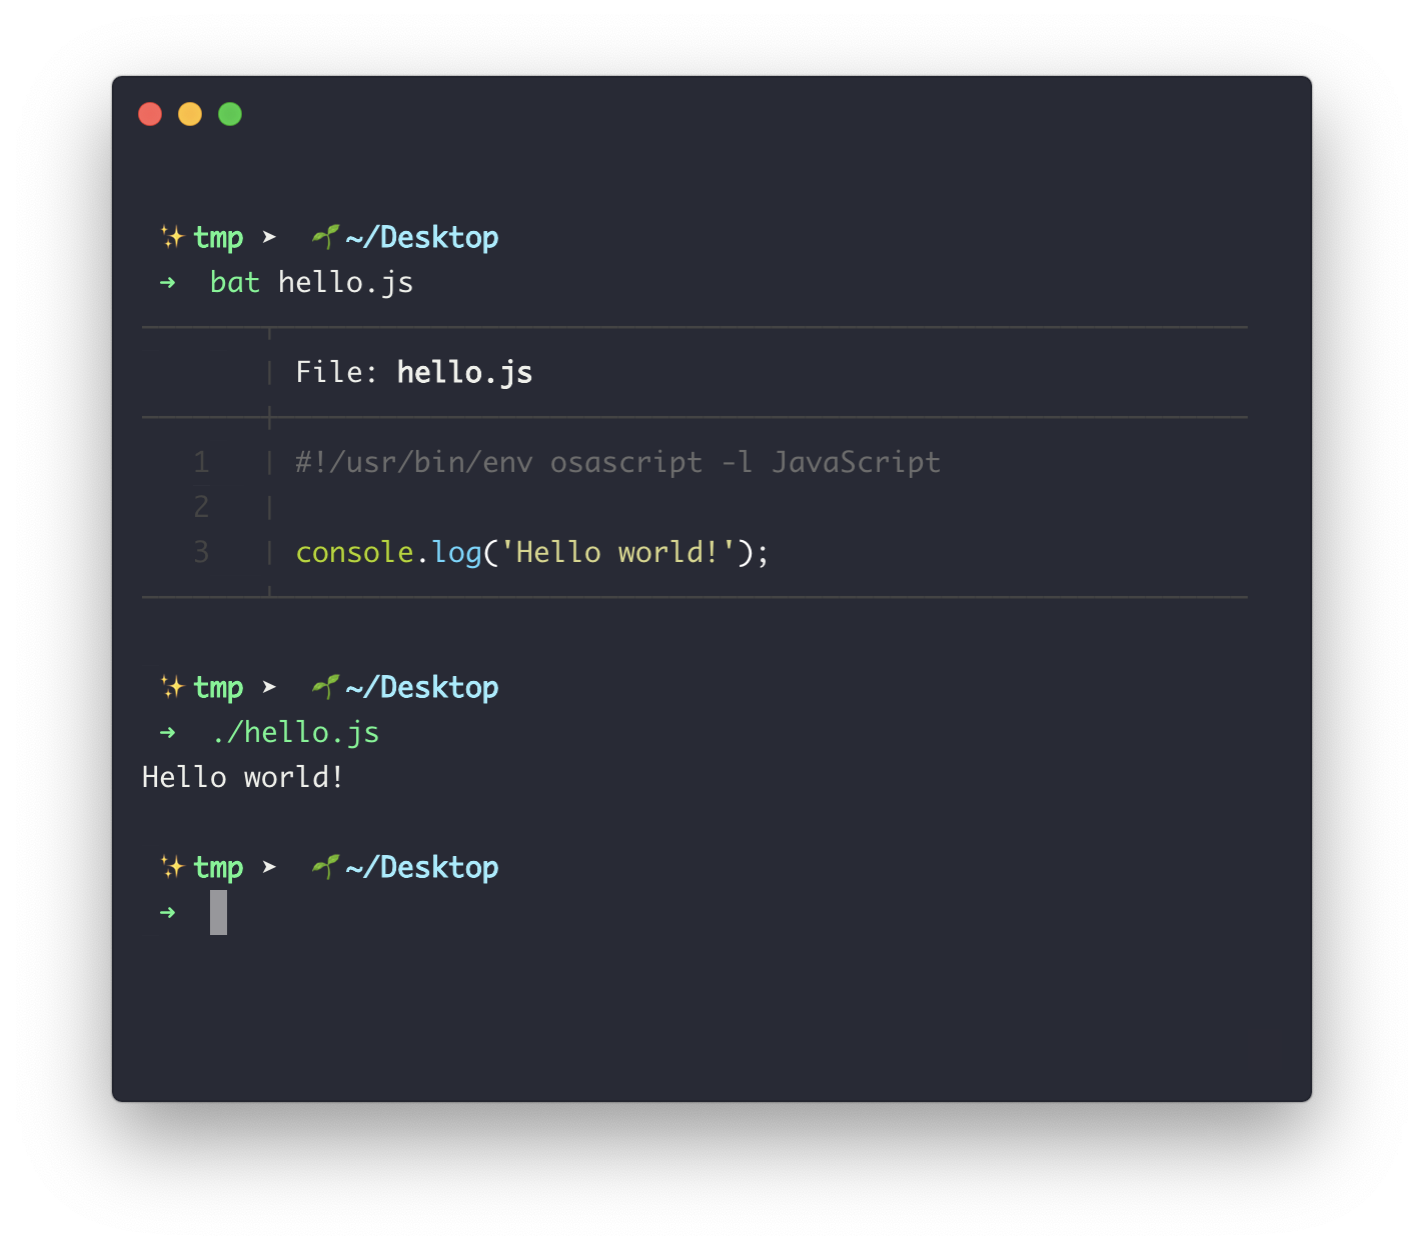 ✨tmp ➤ 🌱~/Desktop
➜ bat hello.js
File: hello.js
1 #!/usr/bin/env osascript -l JavaScript
2
3 console.log('Hello world!');
✨tmp ➤ 🌱~/Desktop
➜ ./hello.js
Hello world!
✨tmp ➤ 🌱~/Desktop
➜